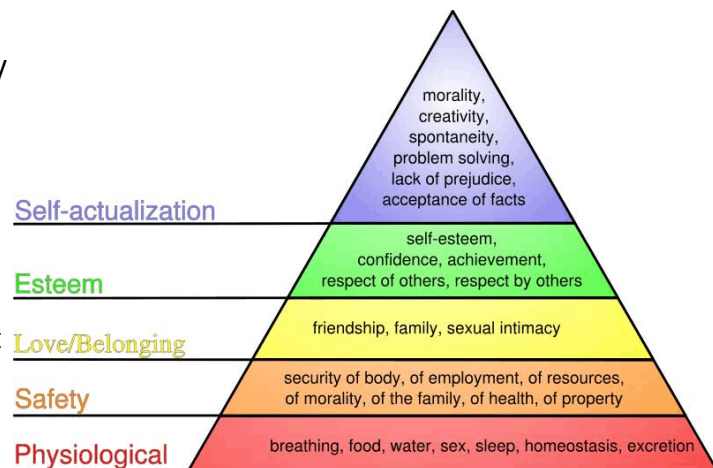 morality,
creativity,
spontaneity,
problem solving,
lack of prejudice,
acceptance of facts
Self-actualization
self-esteem,
confidence, achievement,
respect of others, respect by others
Esteem
friendship, family, sexual intimacy
Love/Belonging
security of body, of employment, of resources,
of morality, of the family, of health, of property
Safety
breathing, food, water, sex, sleep, homeostasis, excretion
Physiological